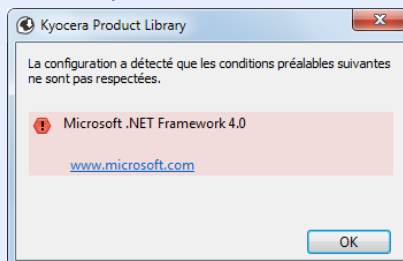 Kyocera Product Library
La configuration a détecté que les conditions préalables suivantes
ne sont pas respectées.
Microsoft .NET Framework 4.0
www.microsoft.com
OK